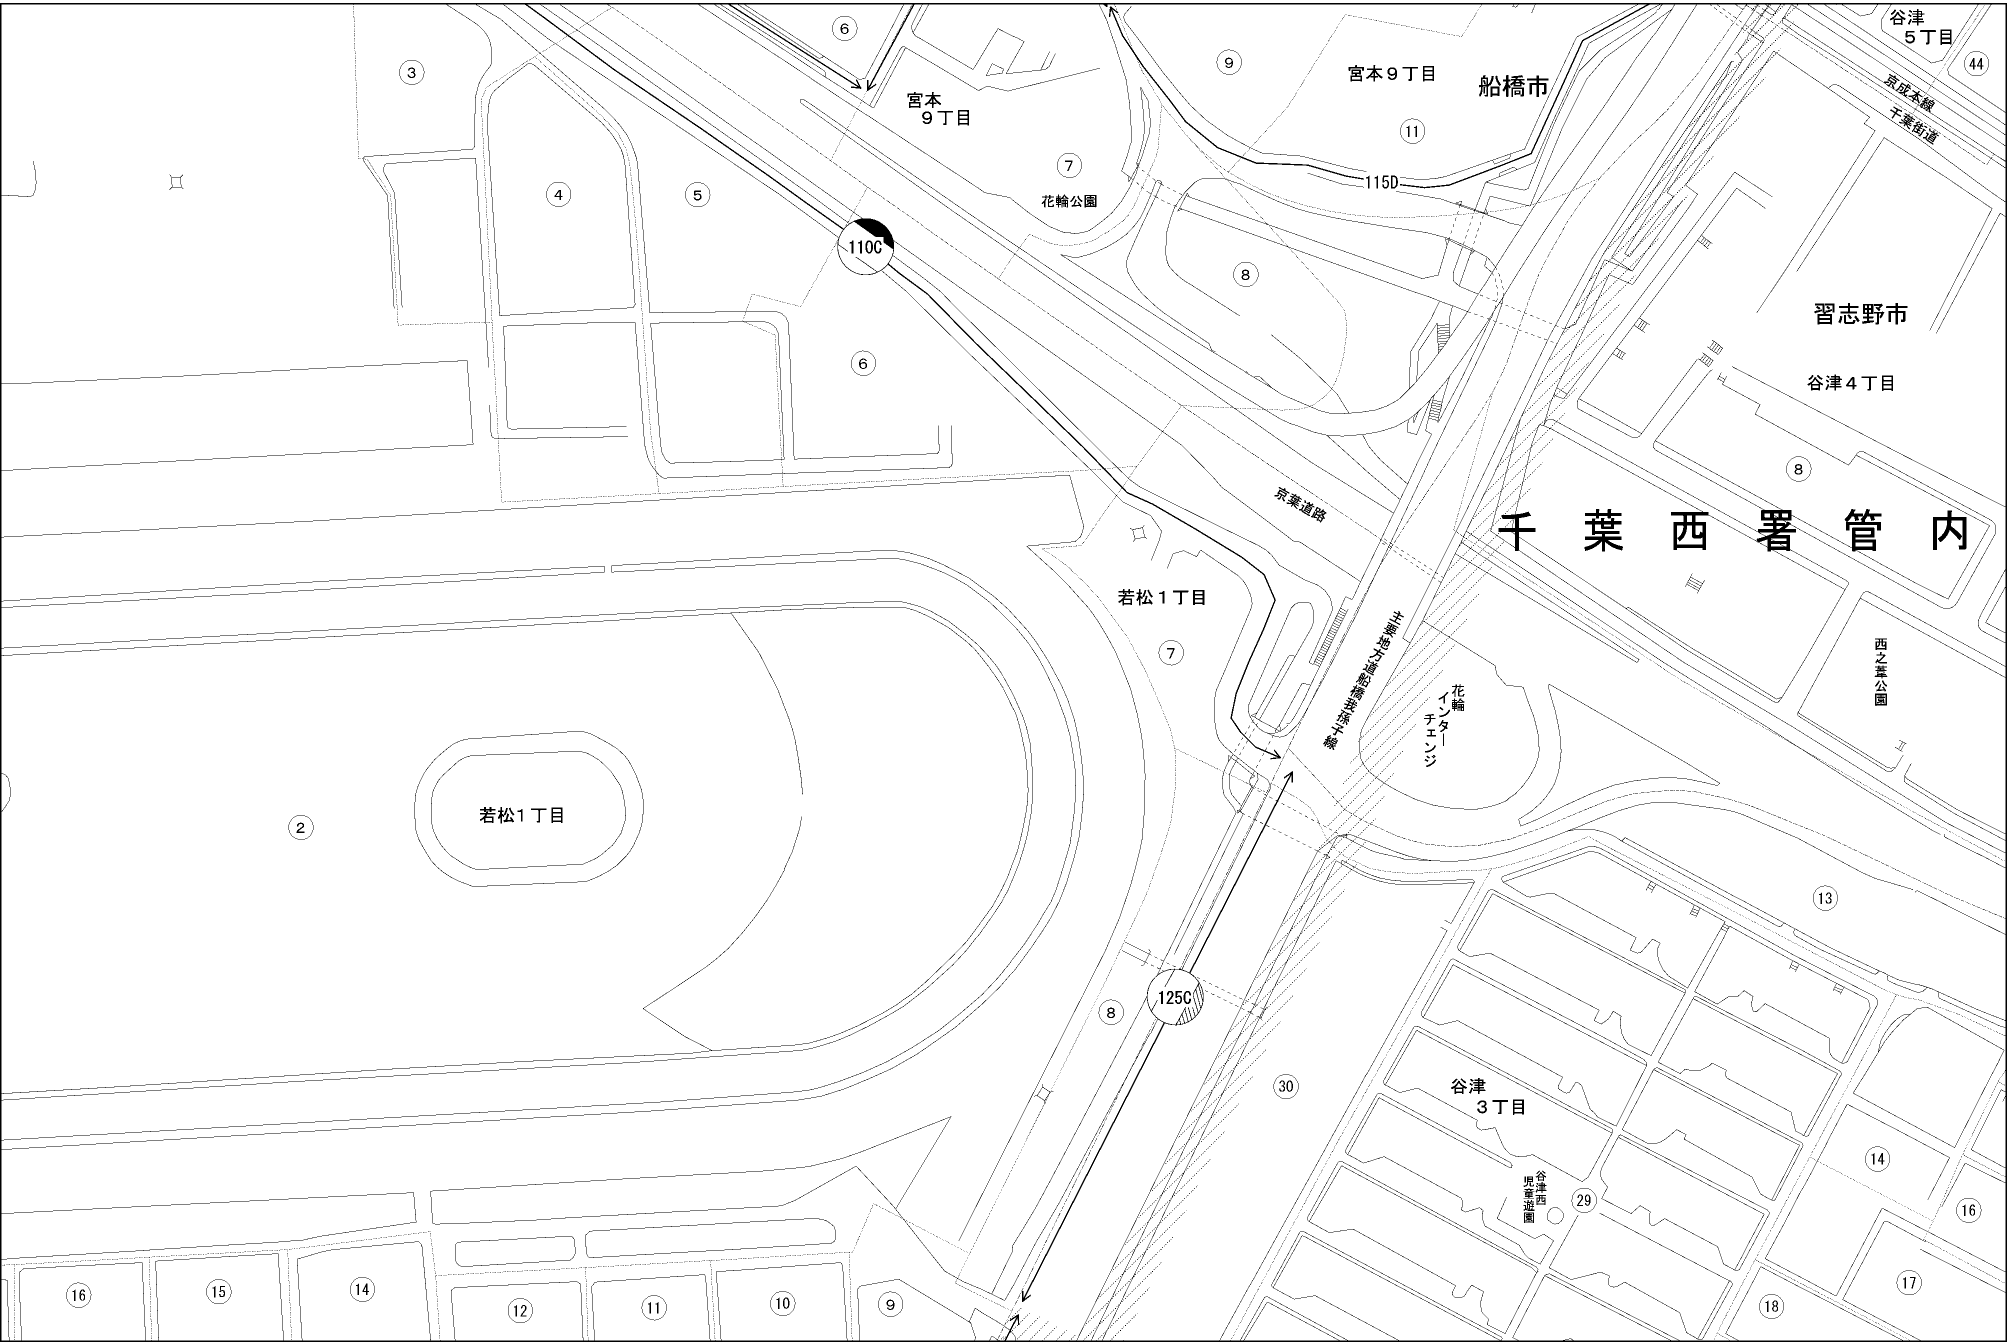 6
9
宮本９丁目
船橋市
谷津
５丁目
44
3
京成本線
千葉街道
宮本
９丁目
11
7
115D
花輪公園
4
5
110C
8
習志野市
6
谷津４丁目
8
京葉道路
千葉西署管内
若松１丁目
7
主要地方道船橋我孫子線
西之葦公園
花輪
インター
チェンジ
若松１丁目
2
13
125C
8
30
谷津
３丁目
14
谷津西
児童遊園
29
16
16
15
14
12
11
10
9
17
18